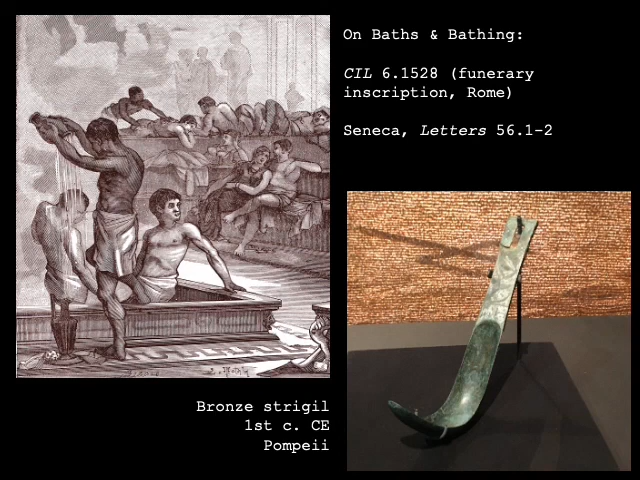 On Baths & Bathing:
CIL 6.1528 (funerary
inscription, Rome)
Seneca, Letters 56.1-2
Bronze strigil
1st c. CE
Pompeii